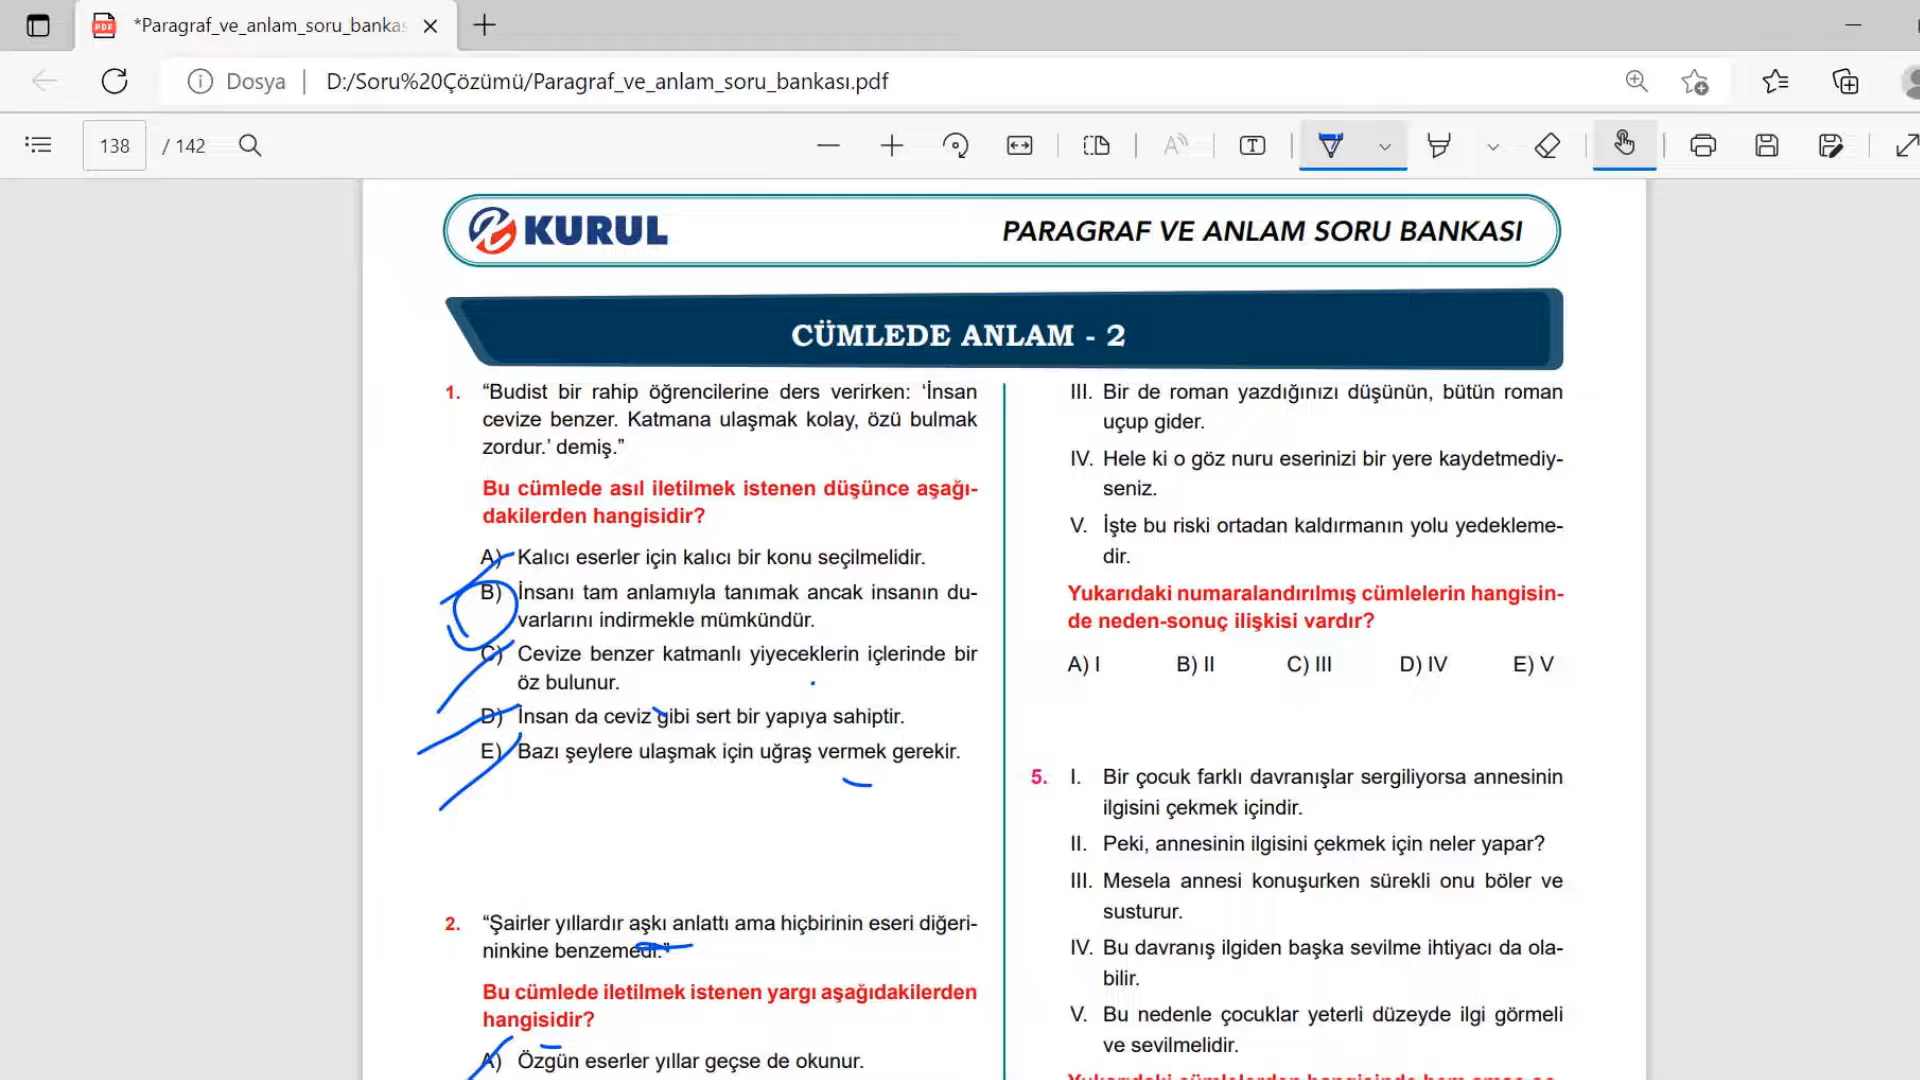 *Paragraf_ve_anlam_soru_banka
Dosya
D:/Soru%20Çözümü/Paragraf_ve_anlam_soru_bankası.pdf
138 / 142
KURUL
PARAGRAF VE ANLAM SORU BANKASI
CÜMLEDE ANLAM - 2
1. “Budist bir rahip öğrencilerine ders verirken: ‘İnsan
cevize benzer. Katmana ulaşmak kolay, özü bulmak
zordur.’ demiş.”
Bu cümlede asıl iletilmek istenen düşünce aşağı-
dakilerden hangisidir?
A) Kalıcı eserler için kalıcı bir konu seçilmelidir.
B) İnsanı tam anlamıyla tanımak ancak insanın du-
varlarını indirmekle mümkündür.
C) Cevize benzer katmanlı yiyeceklerin içlerinde bir
öz bulunur.
D) İnsan da ceviz gibi sert bir yapıya sahiptir.
E) Bazı şeylere ulaşmak için uğraş vermek gerekir.
2. “Şairler yıllardır aşkı anlattı ama hiçbirinin eseri diğeri-
ninkine benzemedi.”
Bu cümlede iletilmek istenen yargı aşağıdakilerden
hangisidir?
A) Özgün eserler yıllar geçse de okunur.
III. Bir de roman yazdığınızı düşünün, bütün roman
uçup gider.
IV. Hele ki o göz nuru eserinizi bir yere kaydetmediy-
seniz.
V. İşte bu riski ortadan kaldırmanın yolu yedekleme-
dir.
Yukarıdaki numaralandırılmış cümlelerin hangisin-
de neden-sonuç ilişkisi vardır?
A) I B) II C) III D) IV E) V
5. I. Bir çocuk farklı davranışlar sergiliyorsa annesinin
ilgisini çekmek içindir.
II. Peki, annesinin ilgisini çekmek için neler yapar?
III. Mesela annesi konuşurken sürekli onu böler ve
susturur.
IV. Bu davranış ilgiden başka sevilme ihtiyacı da ola-
bilir.
V. Bu nedenle çocuklar yeterli düzeyde ilgi görmeli
ve sevilmelidir.